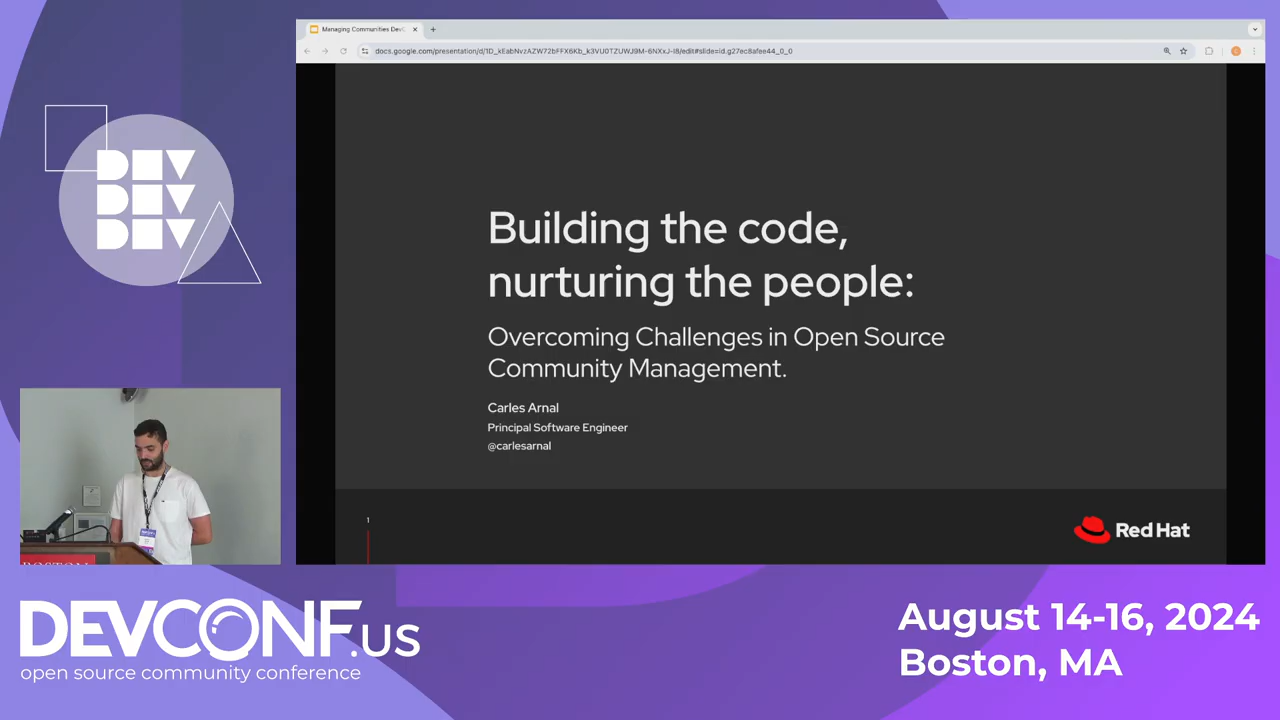 Managing Communities DevC
docs.google.com/presentation/d/1D_kEabNvzAZW72bFFX6Kb_k3VU0TZUWJ9M-6NXxJ-I8/edit#slide=id.g27ec8afee44_0_0
DEV
DEV
DEV
Building the code,
nurturing the people:
Overcoming Challenges in Open Source
Community Management.
Carles Arnal
Principal Software Engineer
@carlesarnal
1
Red Hat
BOSTON
DEVCONF.us
open source community conference
August 14-16, 2024
Boston, MA